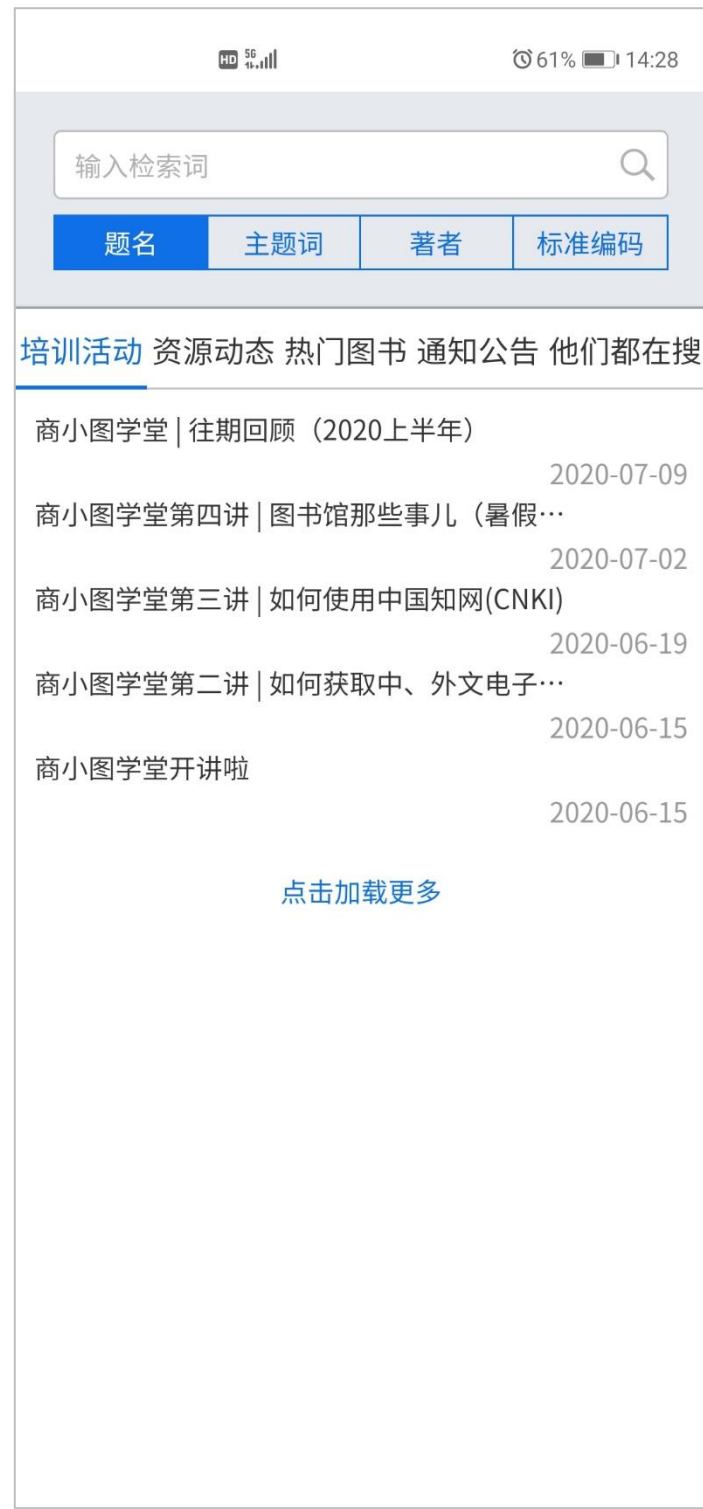 HD 5G 61% 14:28
输入检索词
题名 主题词 著者 标准编码
培训活动 资源动态 热门图书 通知公告 他们都在搜
商小图学堂 | 往期回顾（2020上半年）
2020-07-09
商小图学堂第四讲 | 图书馆那些事儿（暑假…
2020-07-02
商小图学堂第三讲 | 如何使用中国知网(CNKI)
2020-06-19
商小图学堂第二讲 | 如何获取中、外文电子…
2020-06-15
商小图学堂开讲啦
2020-06-15
点击加载更多